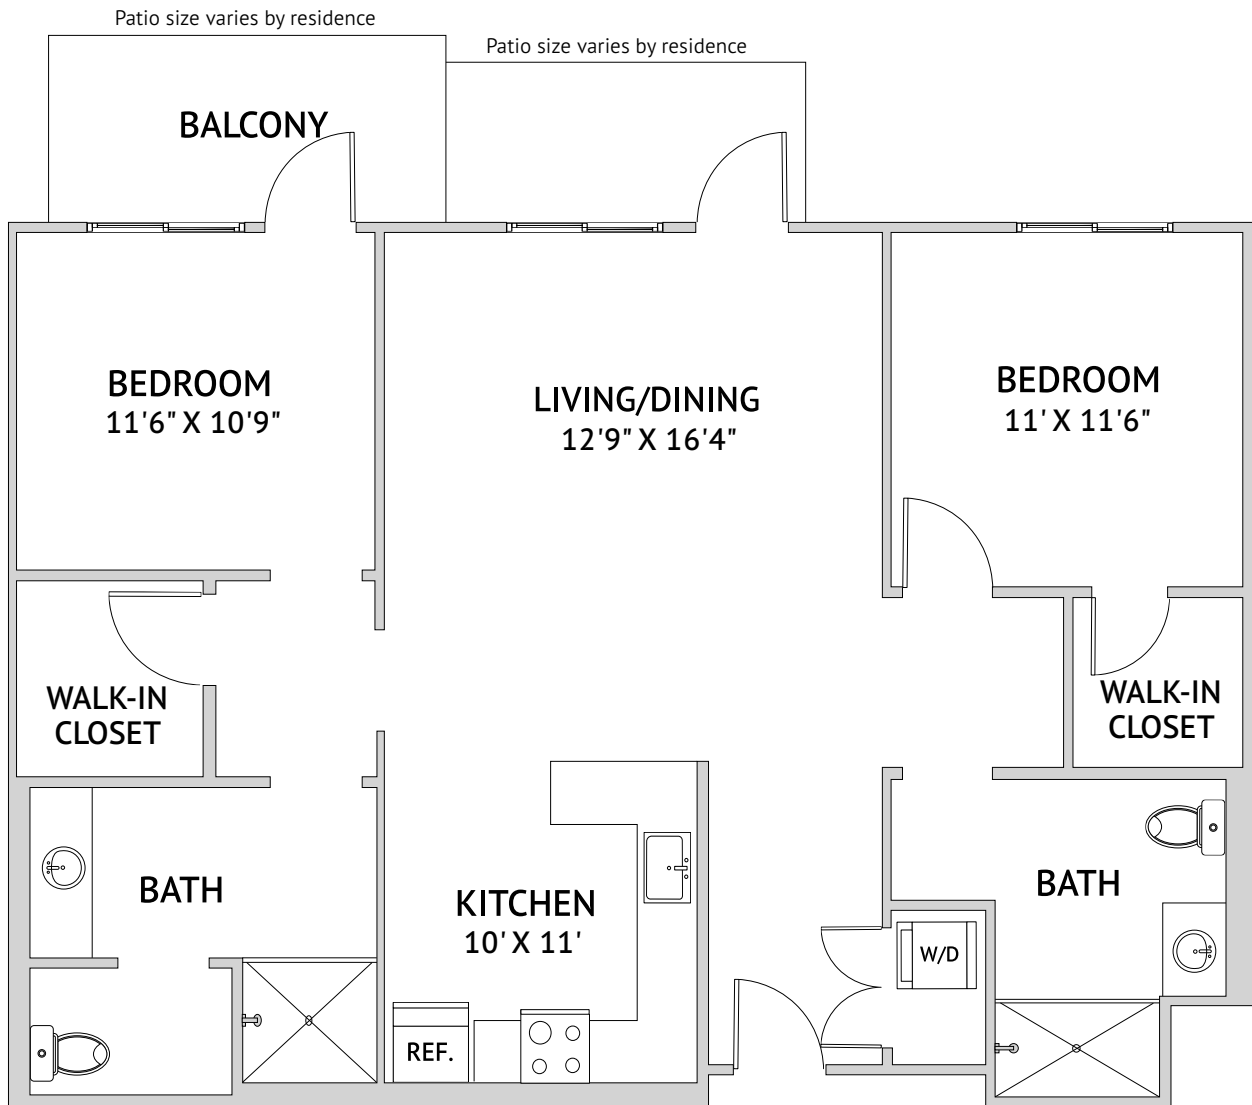 Patio size varies by residence
Patio size varies by residence
BALCONY
BEDROOM
11'6" X 10'9"
LIVING/DINING
12'9" X 16'4"
BEDROOM
11' X 11'6"
WALK-IN
CLOSET
WALK-IN
CLOSET
BATH
KITCHEN
10' X 11'
BATH
W/D
REF.